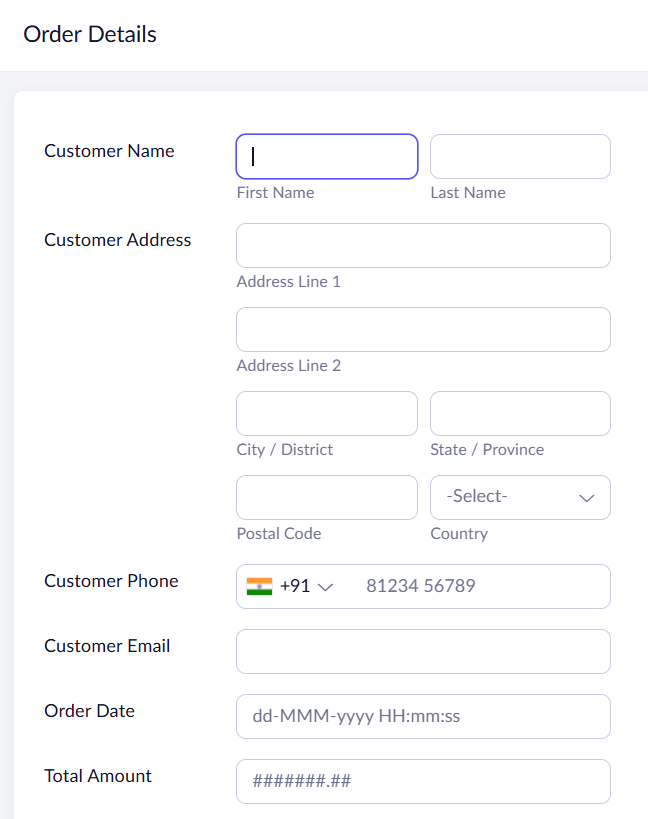 Order Details
Customer Name
First Name Last Name
Customer Address
Address Line 1
Address Line 2
City / District State / Province
-Select-
Postal Code Country
Customer Phone +91 81234 56789
Customer Email
Order Date dd-MMM-yyyy HH:mm:ss
Total Amount #######.##